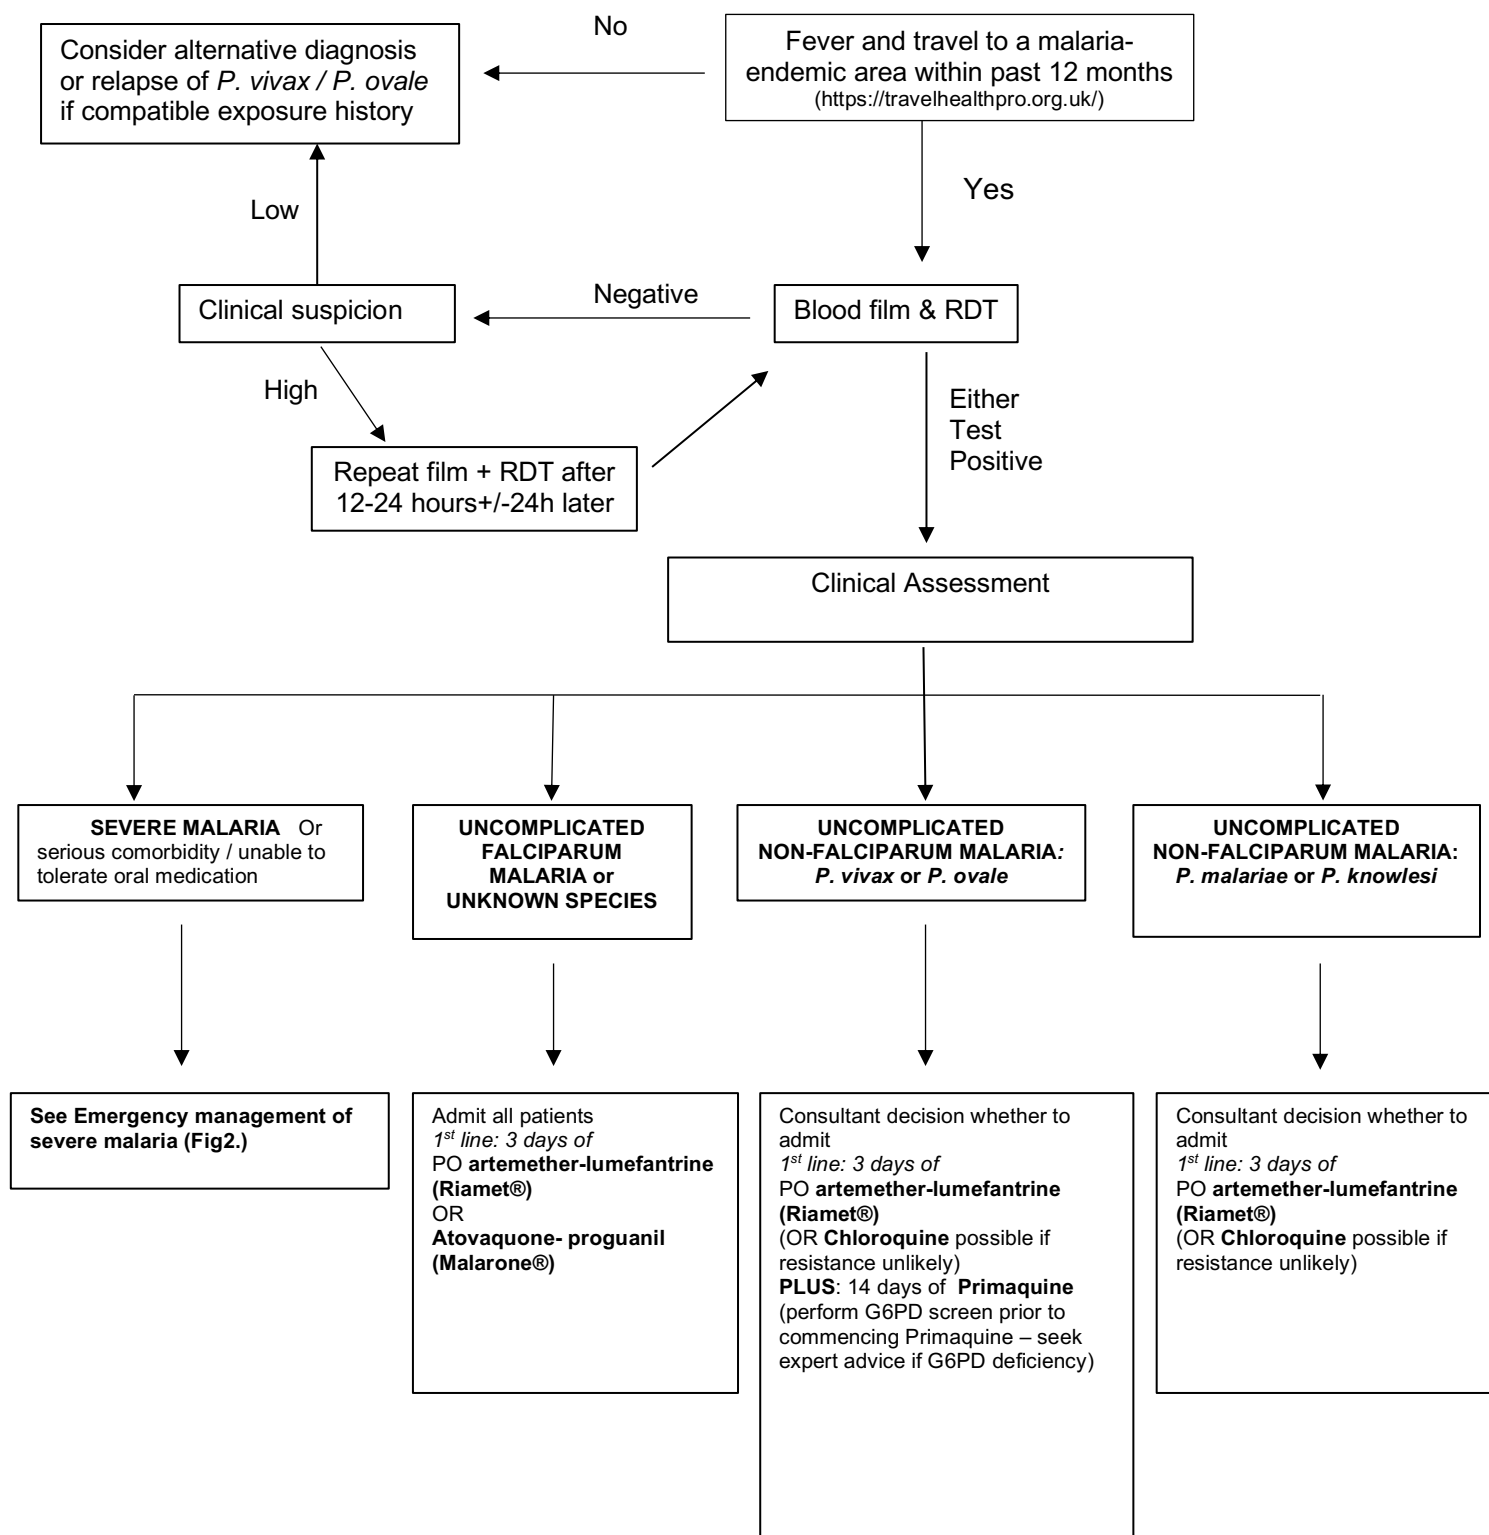 No
Consider alternative diagnosis
or relapse of P. vivax / P. ovale
if compatible exposure history
Fever and travel to a malaria-
endemic area within past 12 months
(https://travelhealthpro.org.uk/)
Yes
Low
Clinical suspicion
Negative
Blood film & RDT
High
Either
Test
Positive
Repeat film + RDT after
12-24 hours+/-24h later
Clinical Assessment
SEVERE MALARIA Or
serious comorbidity / unable to
tolerate oral medication
UNCOMPLICATED
FALCIPARUM
MALARIA or
UNKNOWN SPECIES
UNCOMPLICATED
NON-FALCIPARUM MALARIA:
P. vivax or P. ovale
UNCOMPLICATED
NON-FALCIPARUM MALARIA:
P. malariae or P. knowlesi
See Emergency management of
severe malaria (Fig2.)
Admit all patients
1st line: 3 days of
PO artemether-lumefantrine
(Riamet®)
OR
Atovaquone- proguanil
(Malarone®)
Consultant decision whether to
admit
1st line: 3 days of
PO artemether-lumefantrine
(Riamet®)
(OR Chloroquine possible if
resistance unlikely)
PLUS: 14 days of Primaquine
(perform G6PD screen prior to
commencing Primaquine – seek
expert advice if G6PD deficiency)
Consultant decision whether to
admit
1st line: 3 days of
PO artemether-lumefantrine
(Riamet®)
(OR Chloroquine possible if
resistance unlikely)